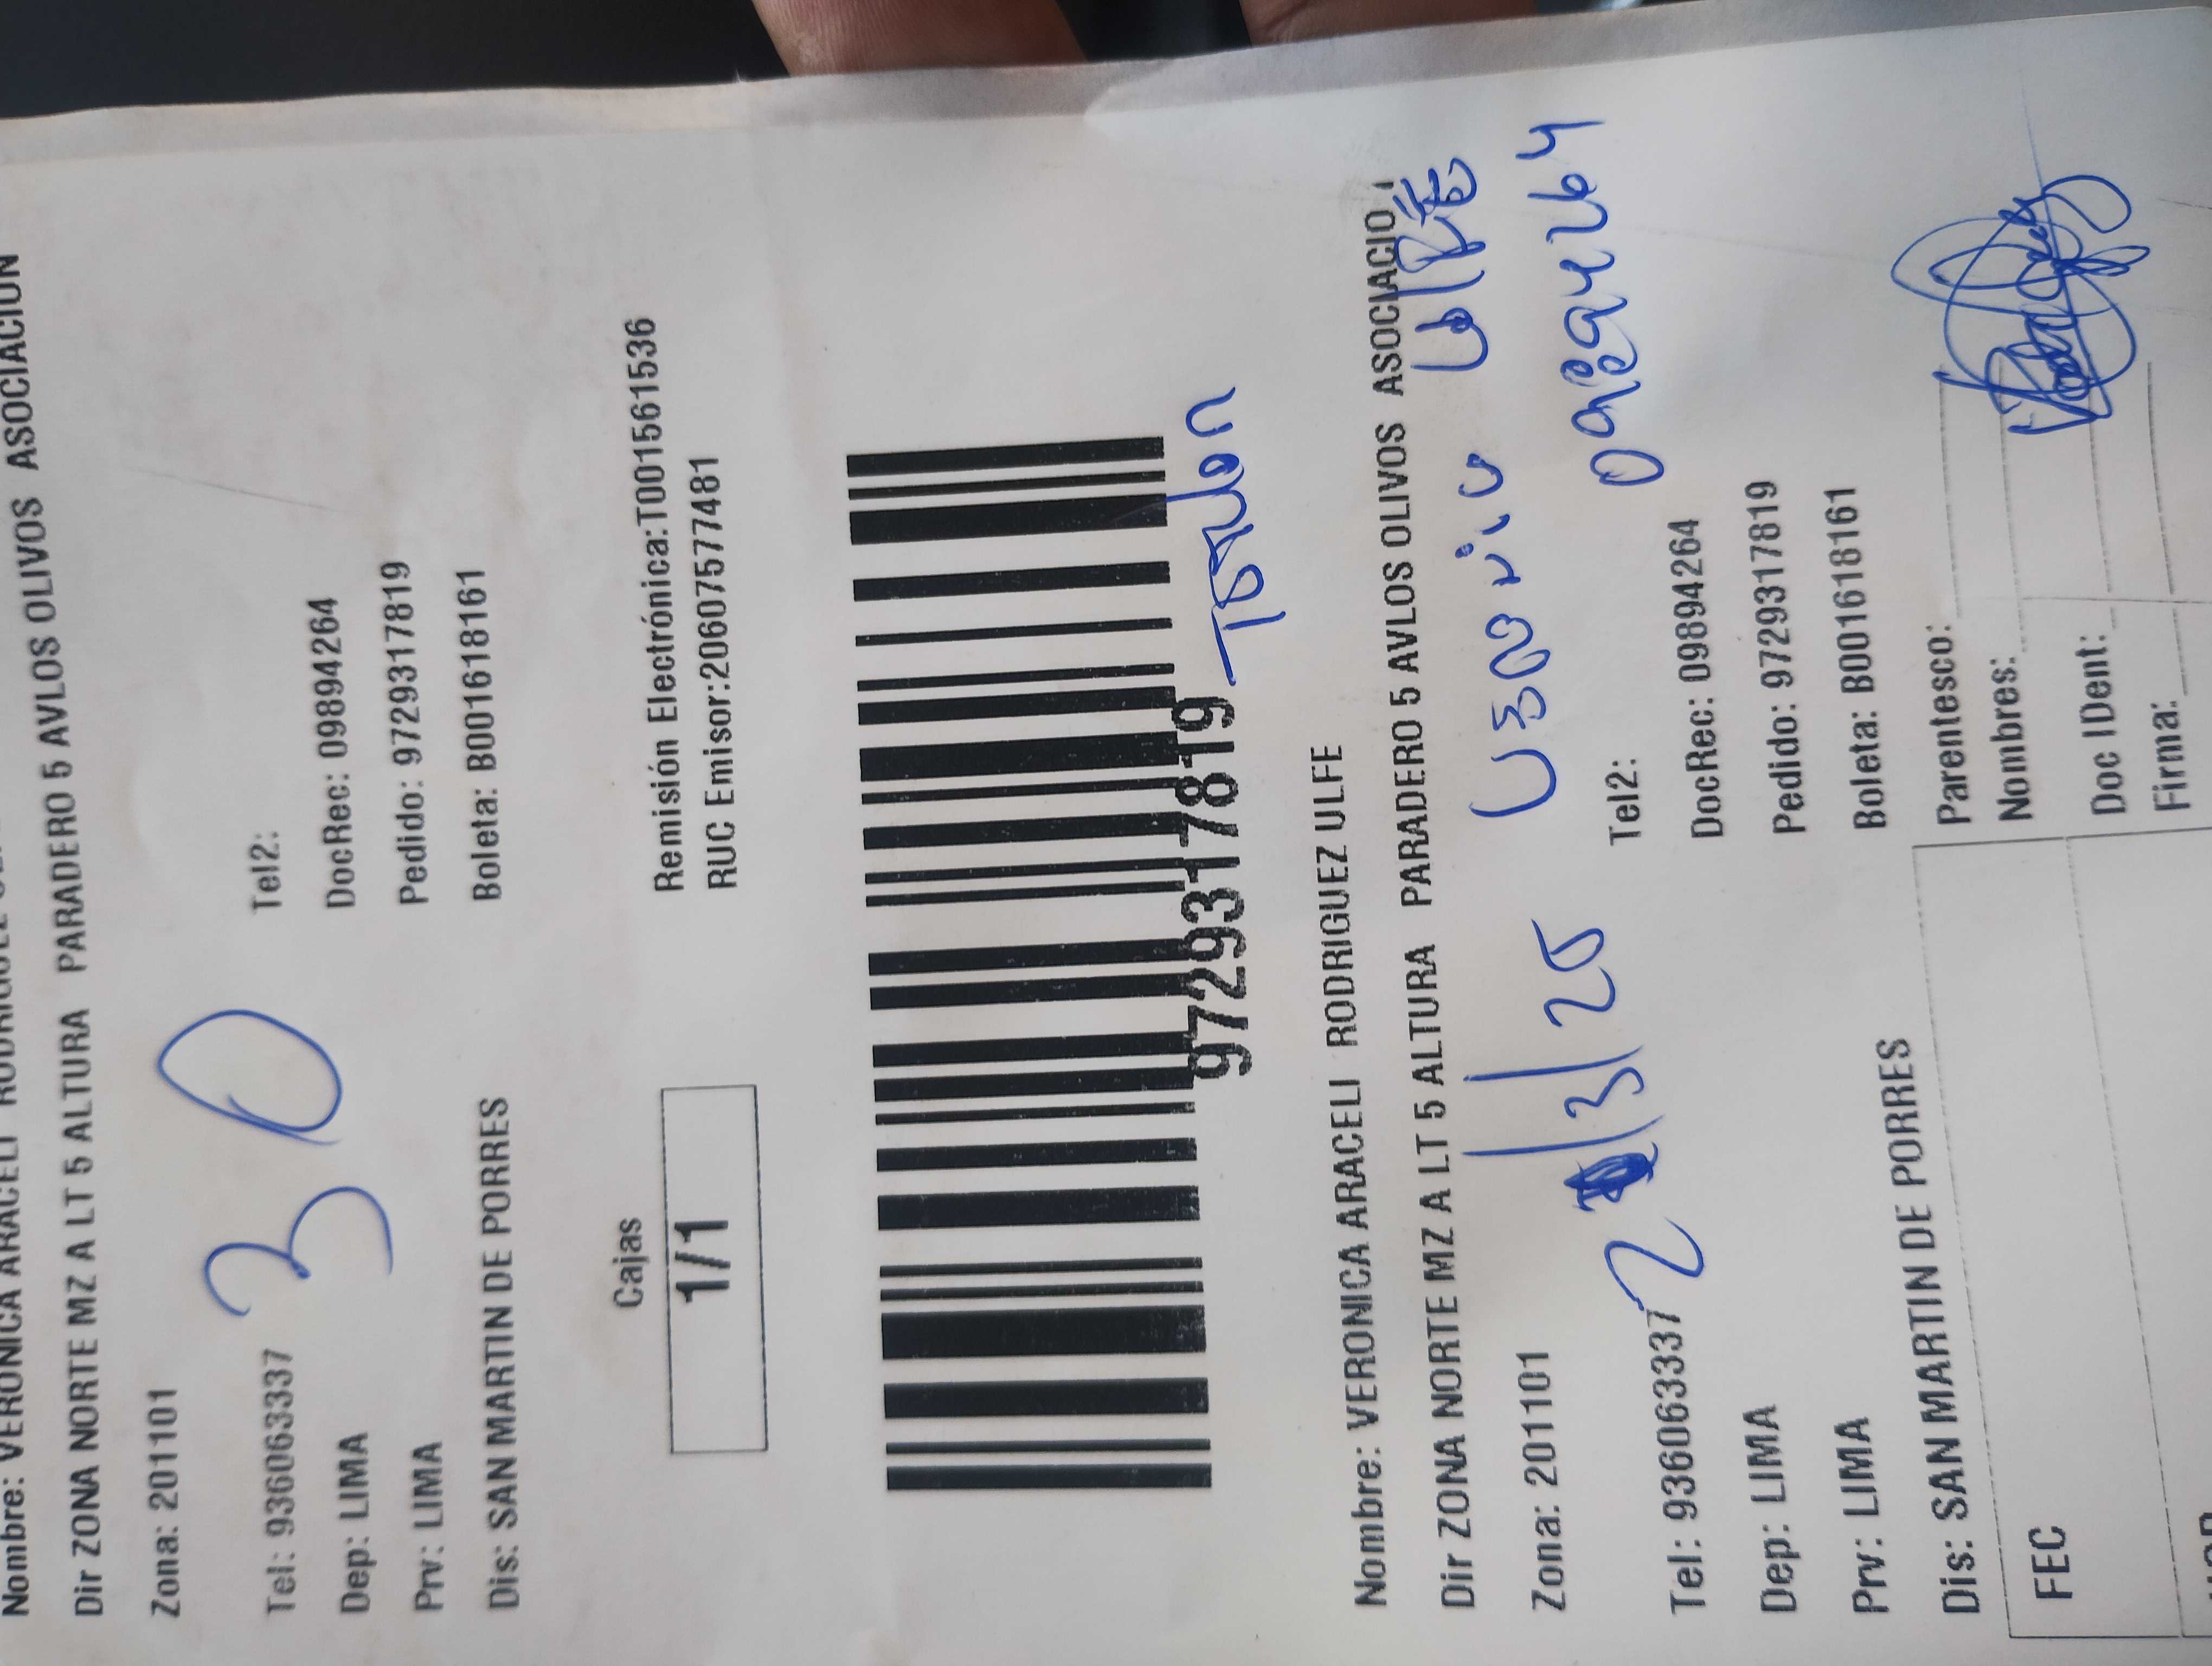 Nombre: VERONICA ARACELI RODRIGUEZ
Dir ZONA NORTE MZ A LT 5 ALTURA PARADERO 5 AVLOS OLIVOS ASOCIACION
Zona: 201101
30
Tel: 936063337 Tel2:
Dep: LIMA DocRec: 09894264
Prv: LIMA Pedido: 9729317819
Dis: SAN MARTIN DE PORRES Boleta: B001618161
Cajas
1/1
Remisión Electrónica:T001561536
RUC Emisor:20607577481
9729317819
Nombre: VERONICA ARACELI RODRIGUEZ ULFE
Dir ZONA NORTE MZ A LT 5 ALTURA PARADERO 5 AVLOS OLIVOS ASOCIACIO
Zona: 201101
2/3/25
09894264
Tel: 936063337 Tel2:
Dep: LIMA DocRec: 09894264
Prv: LIMA Pedido: 9729317819
Dis: SAN MARTIN DE PORRES Boleta: B001618161
FEC
Parentesco:
Nombres:
Doc IDent:
Firma: